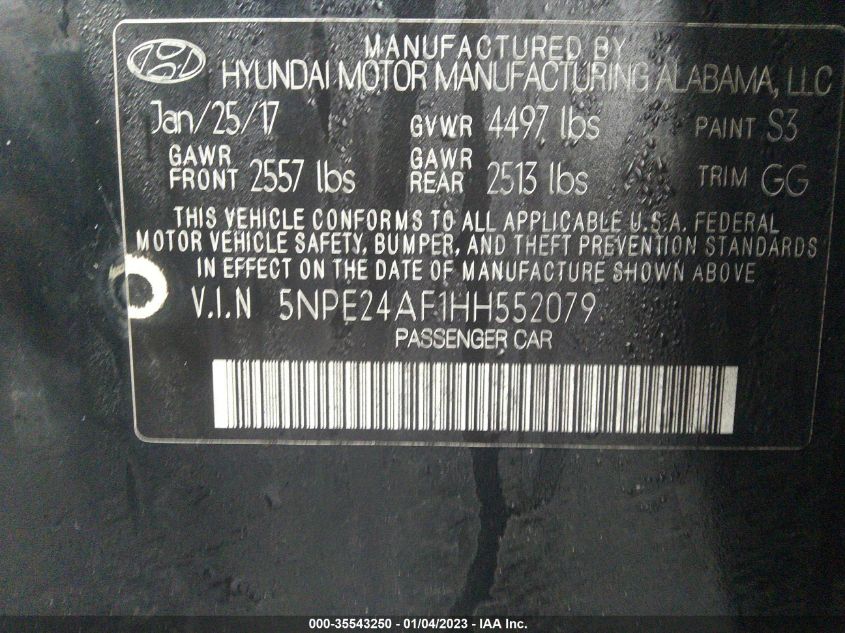 MANUFACTURED BY
HYUNDAI MOTOR MANUFACTURING ALABAMA, LLC
Jan/25/17 GVWR 4497 lbs PAINT S3
GAWR FRONT 2557 lbs GAWR REAR 2513 lbs TRIM GG
THIS VEHICLE CONFORMS TO ALL APPLICABLE U.S.A. FEDERAL
MOTOR VEHICLE SAFETY, BUMPER, AND THEFT PREVENTION STANDARDS
IN EFFECT ON THE DATE OF MANUFACTURE SHOWN ABOVE
V.I.N 5NPE24AF1HH552079
PASSENGER CAR
000-35543250 - 01/04/2023 - IAA Inc.